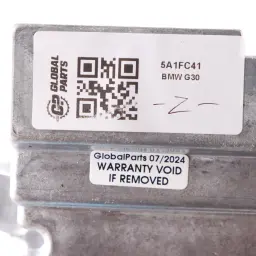 GLOBAL
PARTS
5A1FC41
BMW G30
-Z-
GlobalParts 07/2024
WARRANTY VOID
IF REMOVED